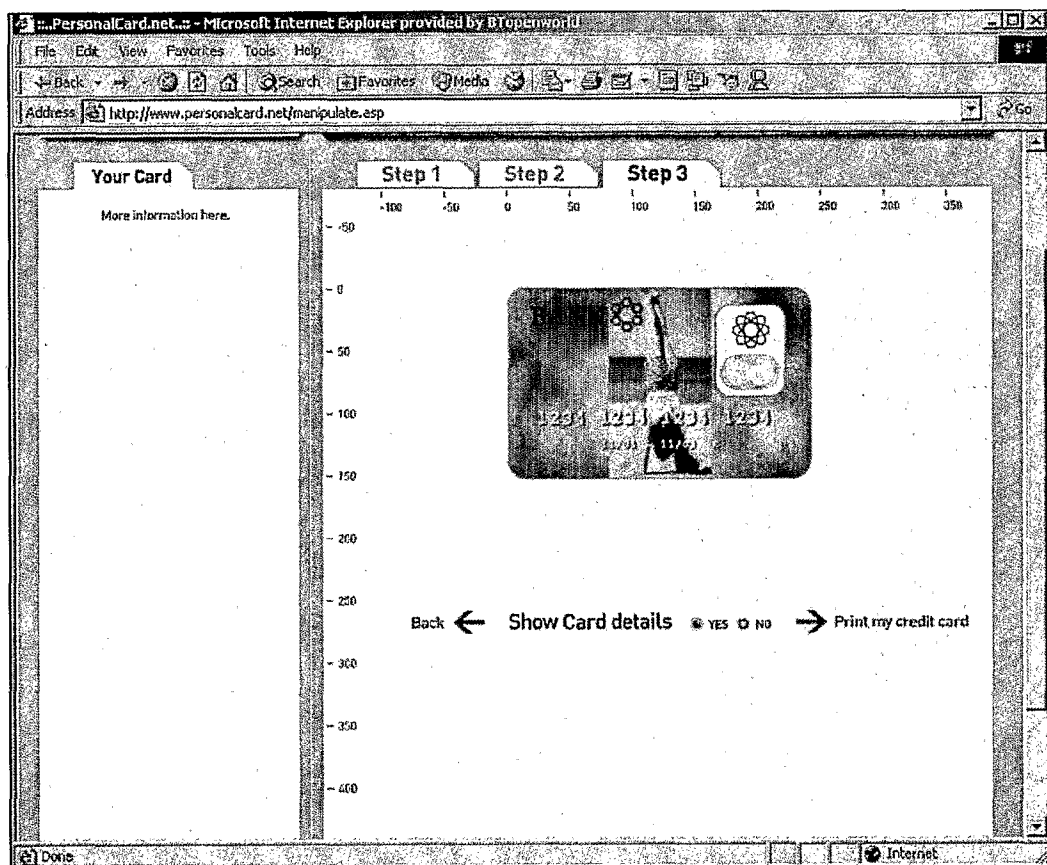 ::..PersonalCard.net..:: - Microsoft Internet Explorer provided by BTopenworld
File Edit View Favorites Tools Help
Back Search Favorites Media
Address http://www.personalcard.net/manipulate.asp Go
Your Card
More information here.
Step 1 Step 2 Step 3
-100 -50 0 50 100 150 200 250 300 350
-50
0
50
100
150
200
250
300
350
400
1234 1234 1234 1234
Back Show Card details YES NO Print my credit card
Done Internet